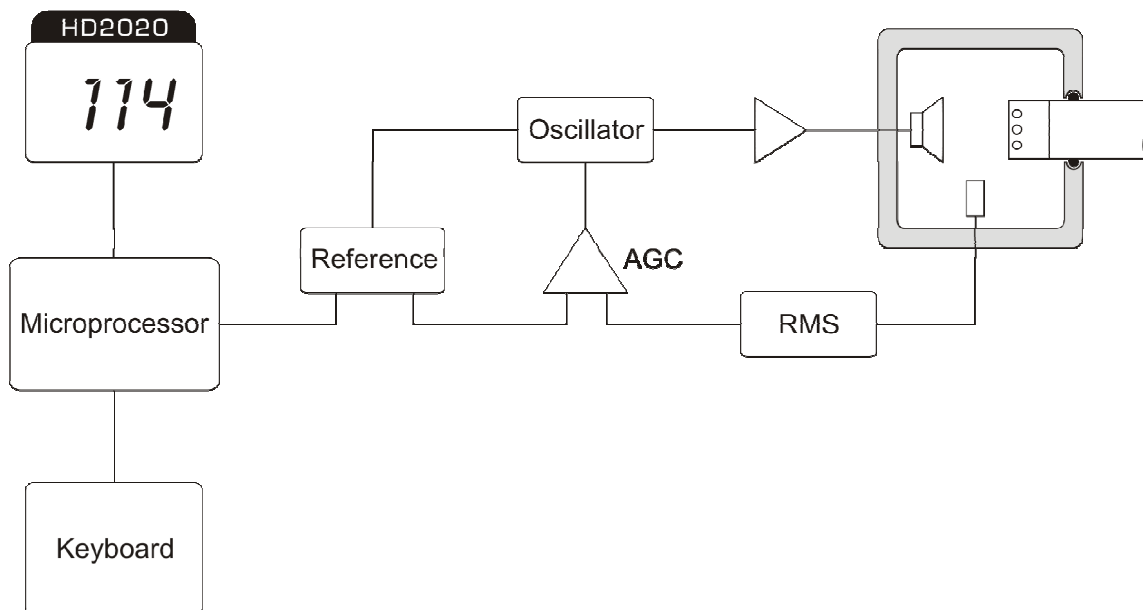 HD2020
114
Oscillator
Reference
AGC
Microprocessor
RMS
Keyboard